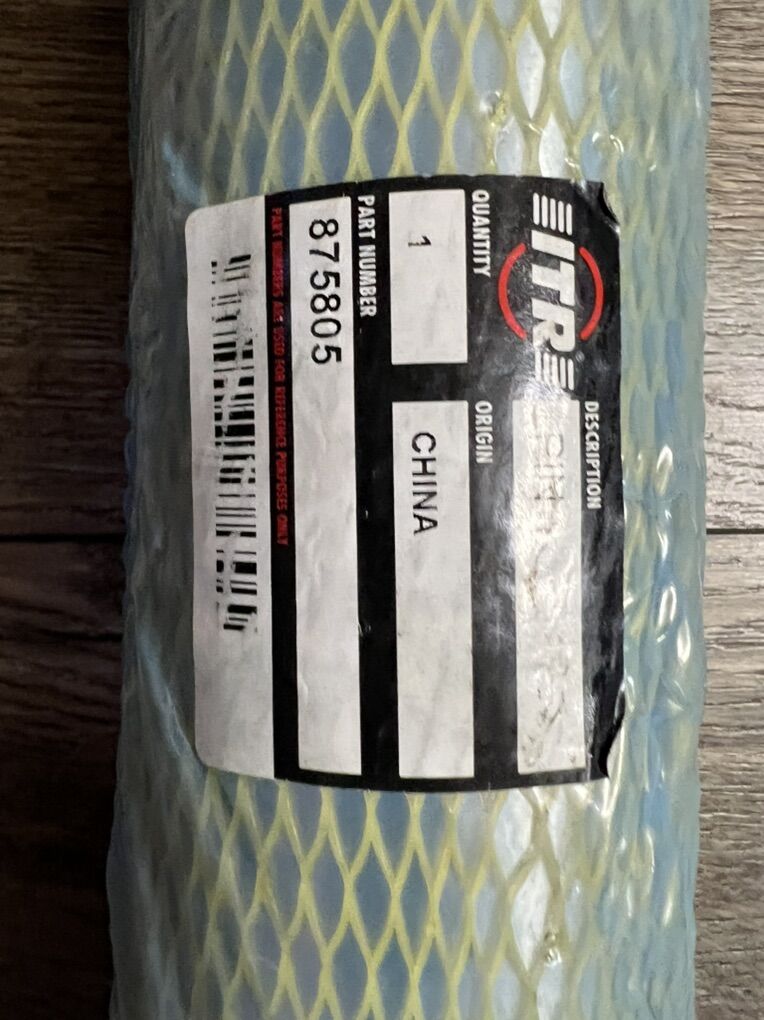 ITR
DESCRIPTION
QUANTITY
ORIGIN
1
CHINA
PART NUMBER
875805
PART NUMBERS ARE USED FOR REFERENCE PURPOSES ONLY